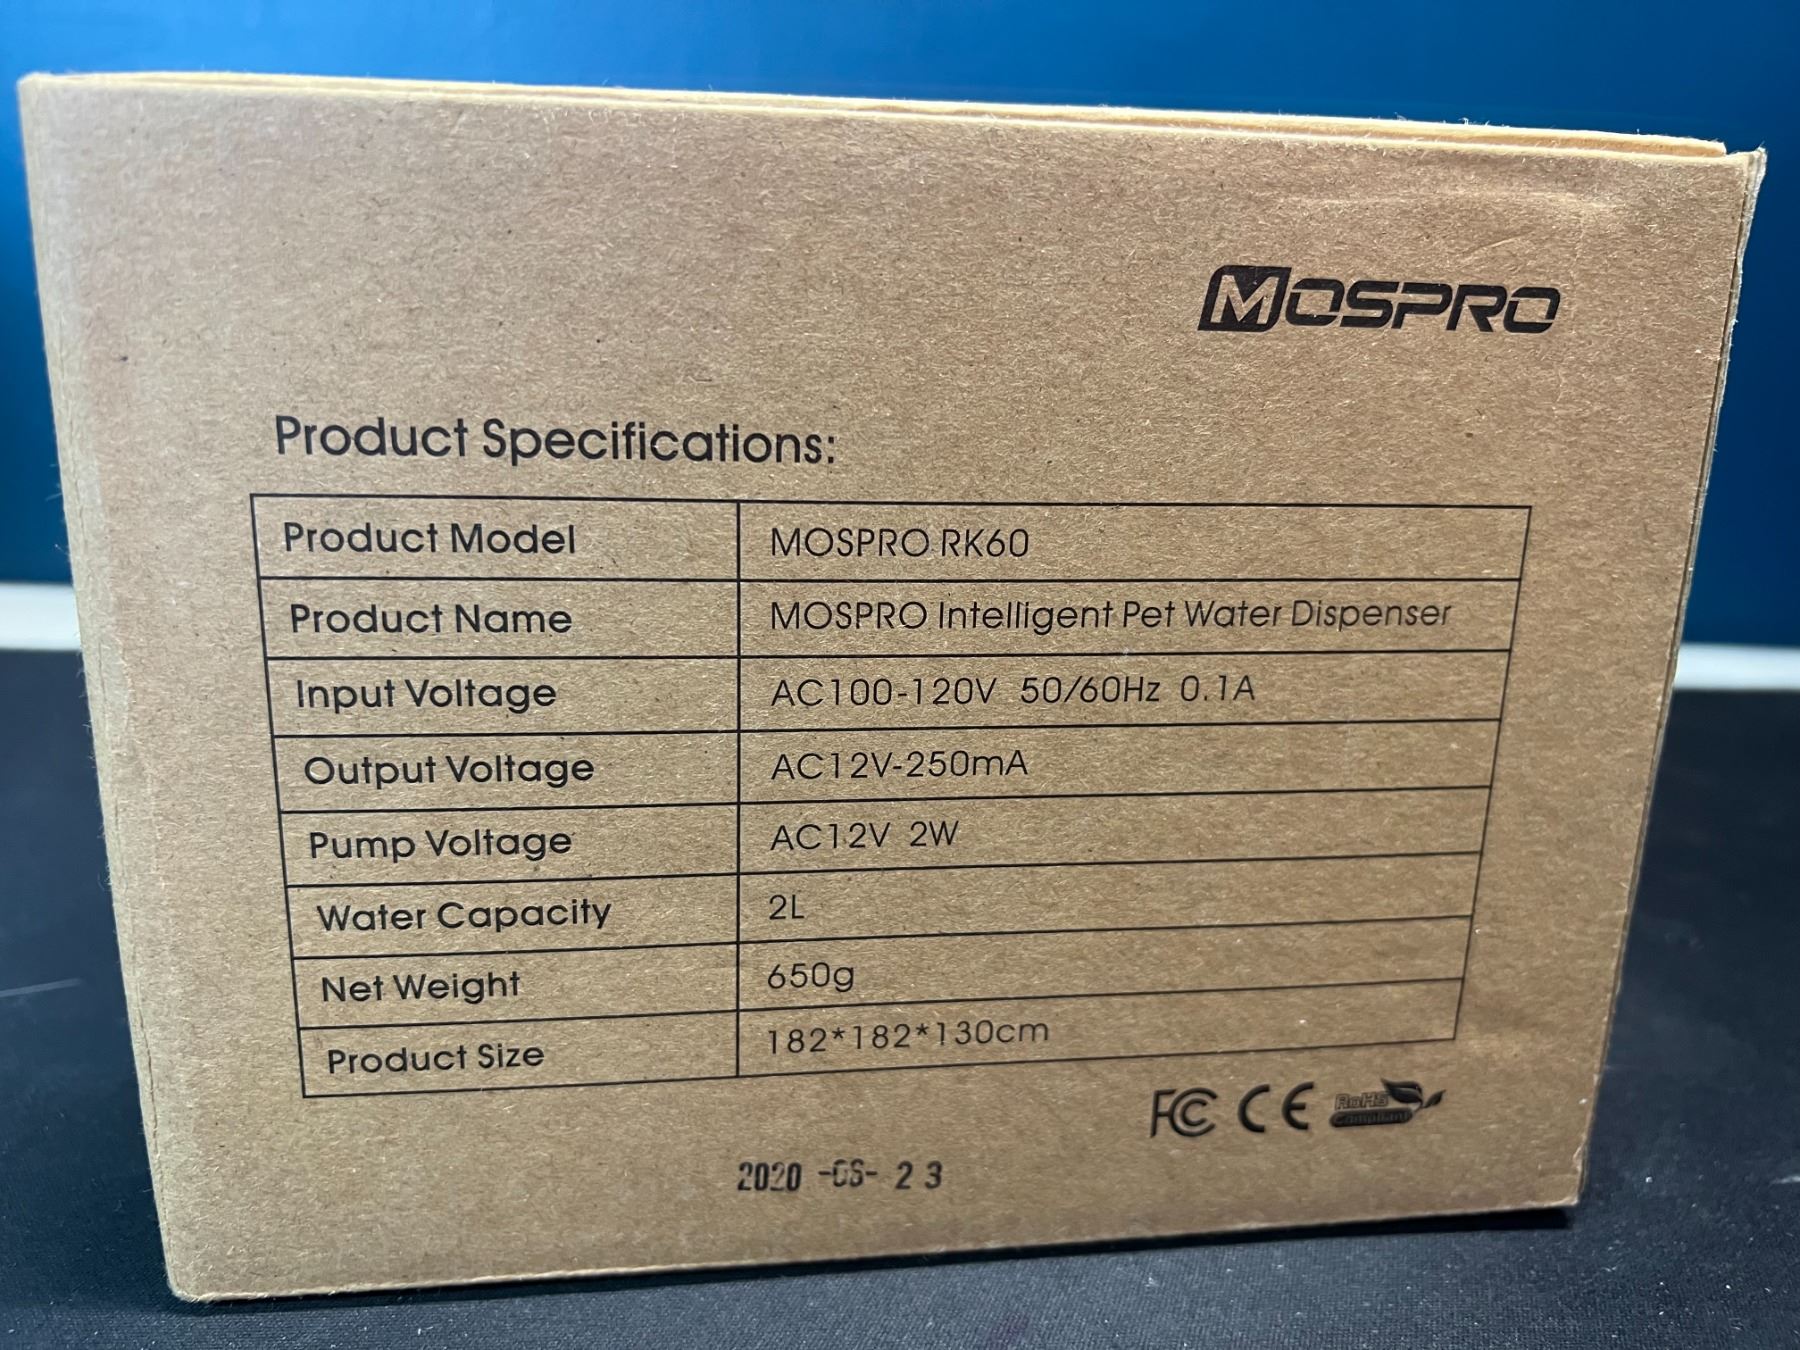 MOSPRO
Product Specifications:
Product Model MOSPRO RK60
Product Name MOSPRO Intelligent Pet Water Dispenser
Input Voltage AC100-120V 50/60Hz 0.1A
Output Voltage AC12V-250mA
Pump Voltage AC12V 2W
Water Capacity 2L
Net Weight 650g
Product Size 182*182*130cm
FC CE RoHS
Compliant
2020 - - 23